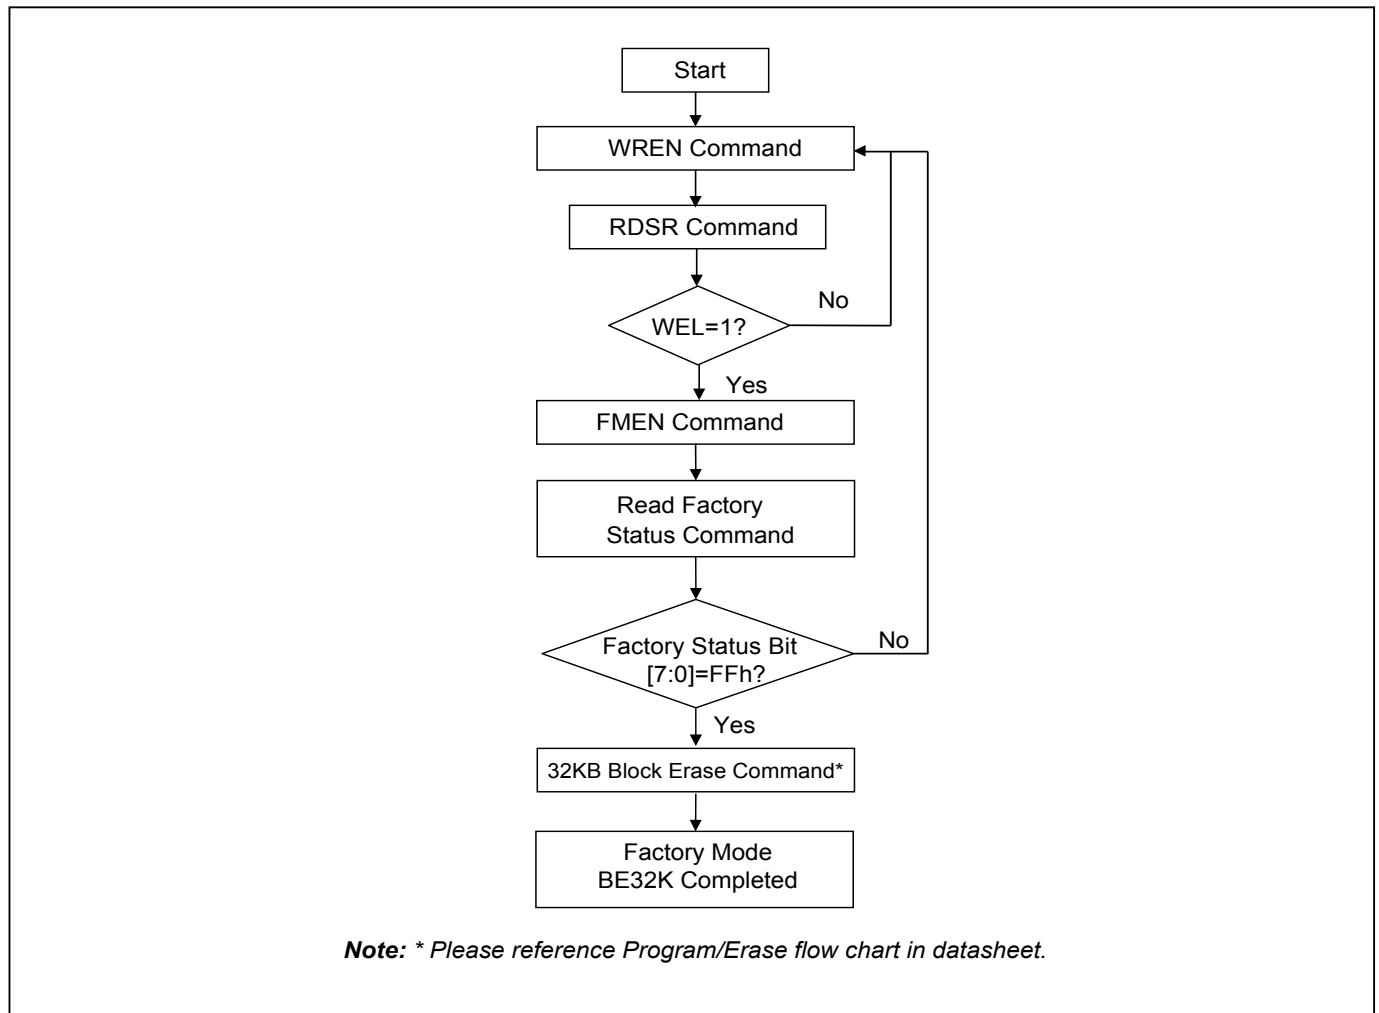 Start
WREN Command
RDSR Command
No
WEL=1?
Yes
FMEN Command
Read Factory
Status Command
Factory Status Bit
[7:0]=FFh?
No
Yes
32KB Block Erase Command*
Factory Mode
BE32K Completed
Note: * Please reference Program/Erase flow chart in datasheet.